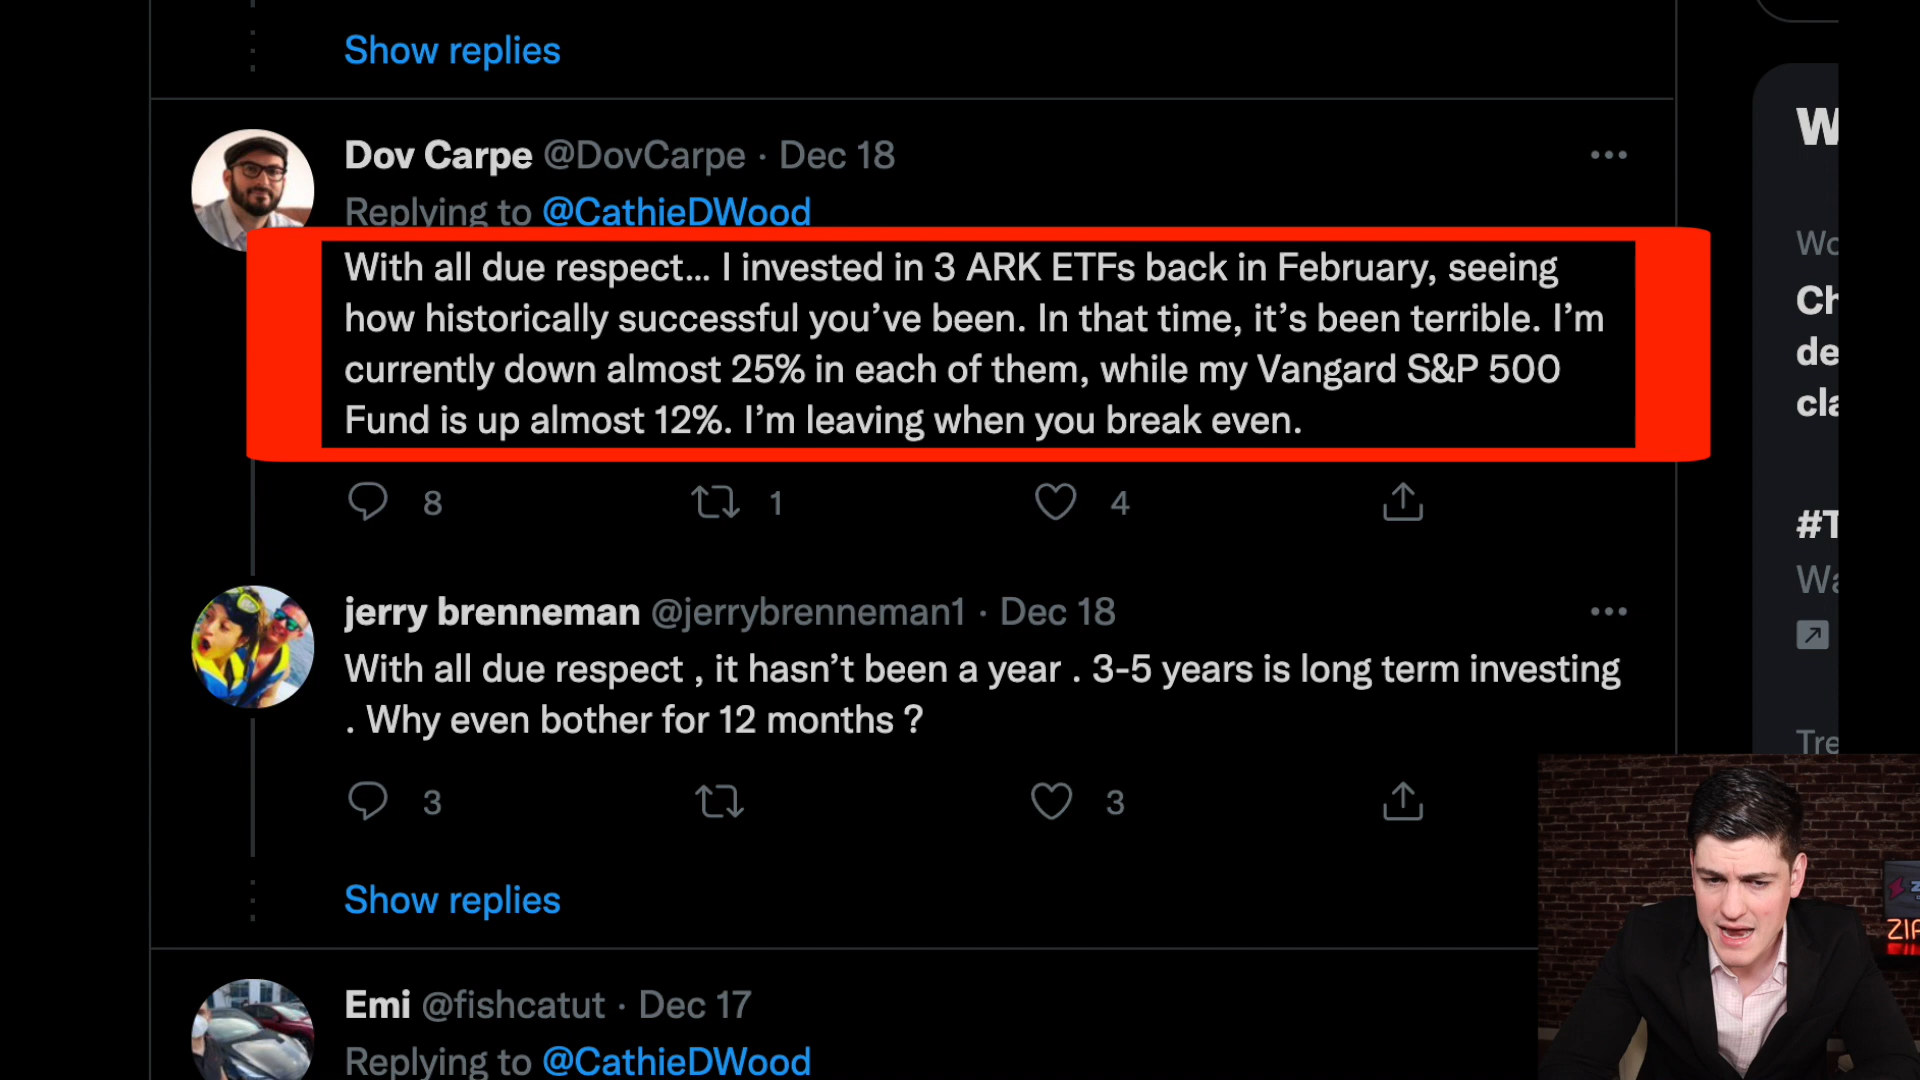 Show replies
Dov Carpe @DovCarpe · Dec 18
Replying to @CathieDWood
With all due respect... I invested in 3 ARK ETFs back in February, seeing
how historically successful you've been. In that time, it's been terrible. I'm
currently down almost 25% in each of them, while my Vangard S&P 500
Fund is up almost 12%. I'm leaving when you break even.
8 1 4
jerry brenneman @jerrybrenneman1 · Dec 18
With all due respect , it hasn't been a year . 3-5 years is long term investing
. Why even bother for 12 months ?
3 3
Show replies
Emi @fishcatut · Dec 17
Replying to @CathieDWood